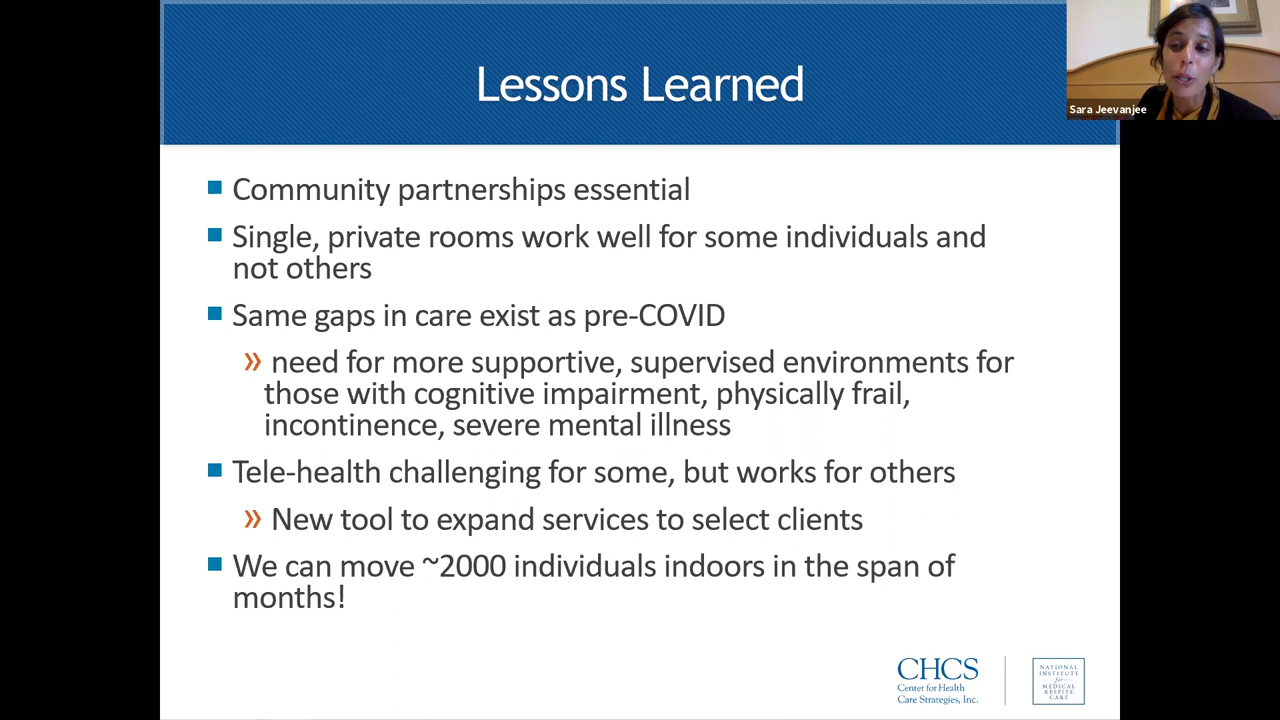 Lessons Learned
Sara Jeevanjee
Community partnerships essential
Single, private rooms work well for some individuals and
not others
Same gaps in care exist as pre-COVID
» need for more supportive, supervised environments for
those with cognitive impairment, physically frail,
incontinence, severe mental illness
Tele-health challenging for some, but works for others
» New tool to expand services to select clients
We can move ~2000 individuals indoors in the span of
months!
CHCS
Center for Health
Care Strategies, Inc.
NATIONAL
INSTITUTE
for
MEDICAL
RESPITE
CARE